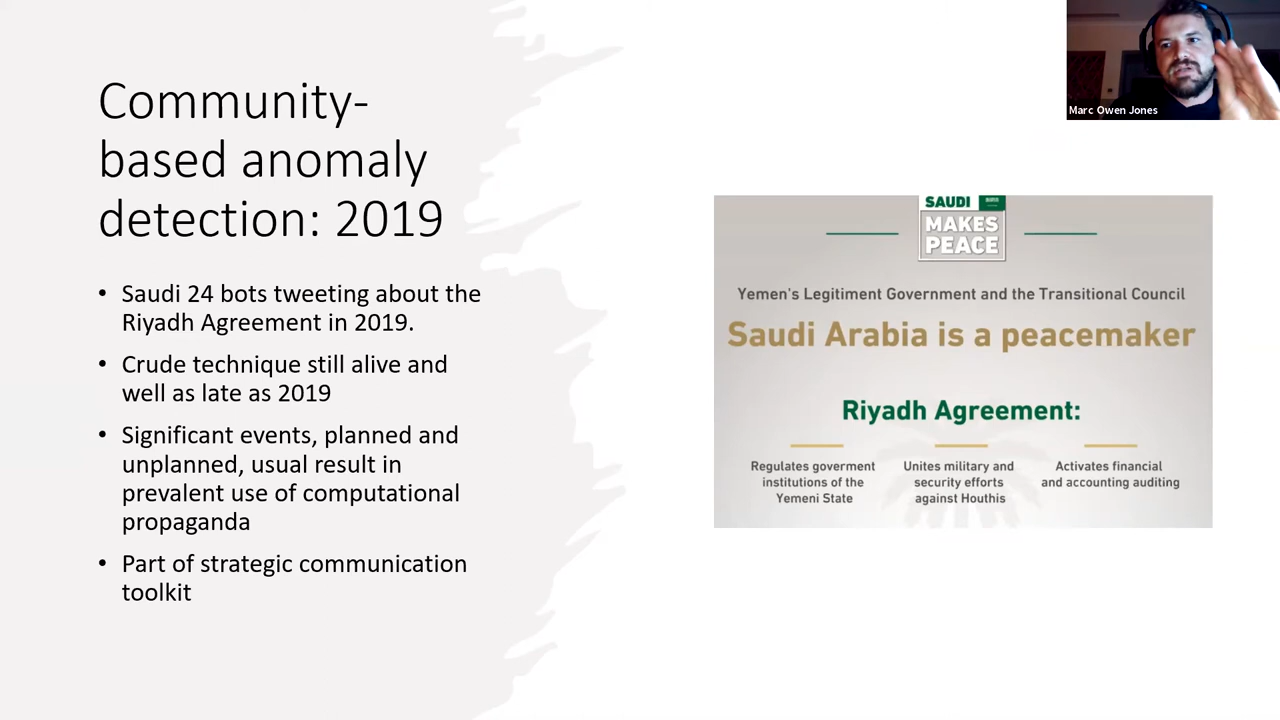 Community-
based anomaly
detection: 2019
• Saudi 24 bots tweeting about the
Riyadh Agreement in 2019.
• Crude technique still alive and
well as late as 2019
• Significant events, planned and
unplanned, usual result in
prevalent use of computational
propaganda
• Part of strategic communication
toolkit
Marc Owen Jones
SAUDI
MAKES
PEACE
Yemen's Legitiment Government and the Transitional Council
Saudi Arabia is a peacemaker
Riyadh Agreement:
Regulates goverment
institutions of the
Yemeni State
Unites military and
security efforts
against Houthis
Activates financial
and accounting auditing